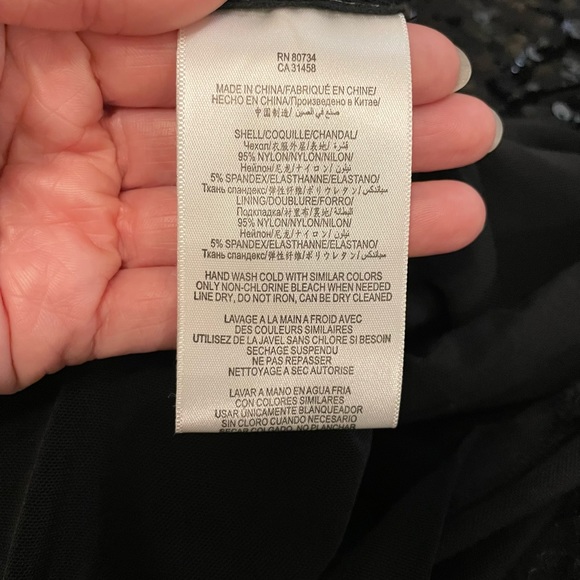 RN 80734
CA 31458
MADE IN CHINA/FABRIQUÉ EN CHINE/
HECHO EN CHINA/Произведено в Китае/
中国制造/ صنع في الصين
SHELL/COQUILLE/CHANDAL/
Чехол/衣服外层/表地/ قشرة/
95% NYLON/NYLON/NILON/
Нейлон/尼龙/ナイロン/ نيلون
5% SPANDEX/ELASTHANNE/ELASTANO/
Ткань спандекс/弹性纤维/ポリウレタン/ سباندكس
LINING/DOUBLURE/FORRO/
Подкладка/衬里布/裏地/ البطانة/
95% NYLON/NYLON/NILON/
Нейлон/尼龙/ナイロン/ نيلون
5% SPANDEX/ELASTHANNE/ELASTANO/
Ткань спандекс/弹性纤维/ポリウレタン/ سباندكس
HAND WASH COLD WITH SIMILAR COLORS
ONLY NON-CHLORINE BLEACH WHEN NEEDED
LINE DRY, DO NOT IRON, CAN BE DRY CLEANED
LAVAGE A LA MAIN A FROID AVEC
DES COULEURS SIMILAIRES
UTILISEZ DE LA JAVEL SANS CHLORE SI BESOIN
SECHAGE SUSPENDU
NE PAS REPASSER
NETTOYAGE A SEC AUTORISE
LAVAR A MANO EN AGUA FRIA
CON COLORES SIMILARES
USAR ÚNICAMENTE BLANQUEADOR
SIN CLORO CUANDO NECESARIO
SECAR COLGADO, NO PLANCHAR